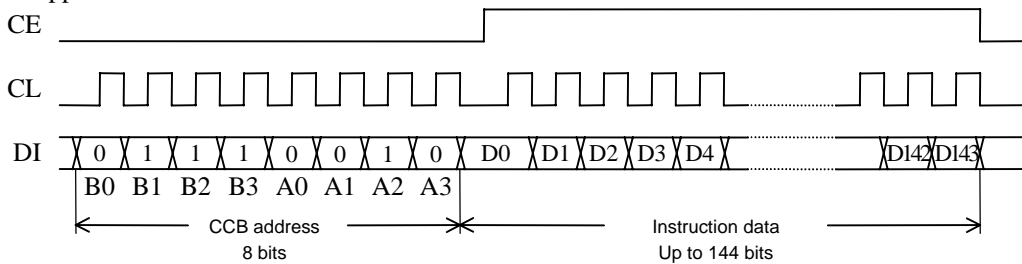 CE
CL
DI 0 1 1 1 0 0 1 0 D0 D1 D2 D3 D4 D142 D143
B0 B1 B2 B3 A0 A1 A2 A3
CCB address Instruction data
8 bits Up to 144 bits